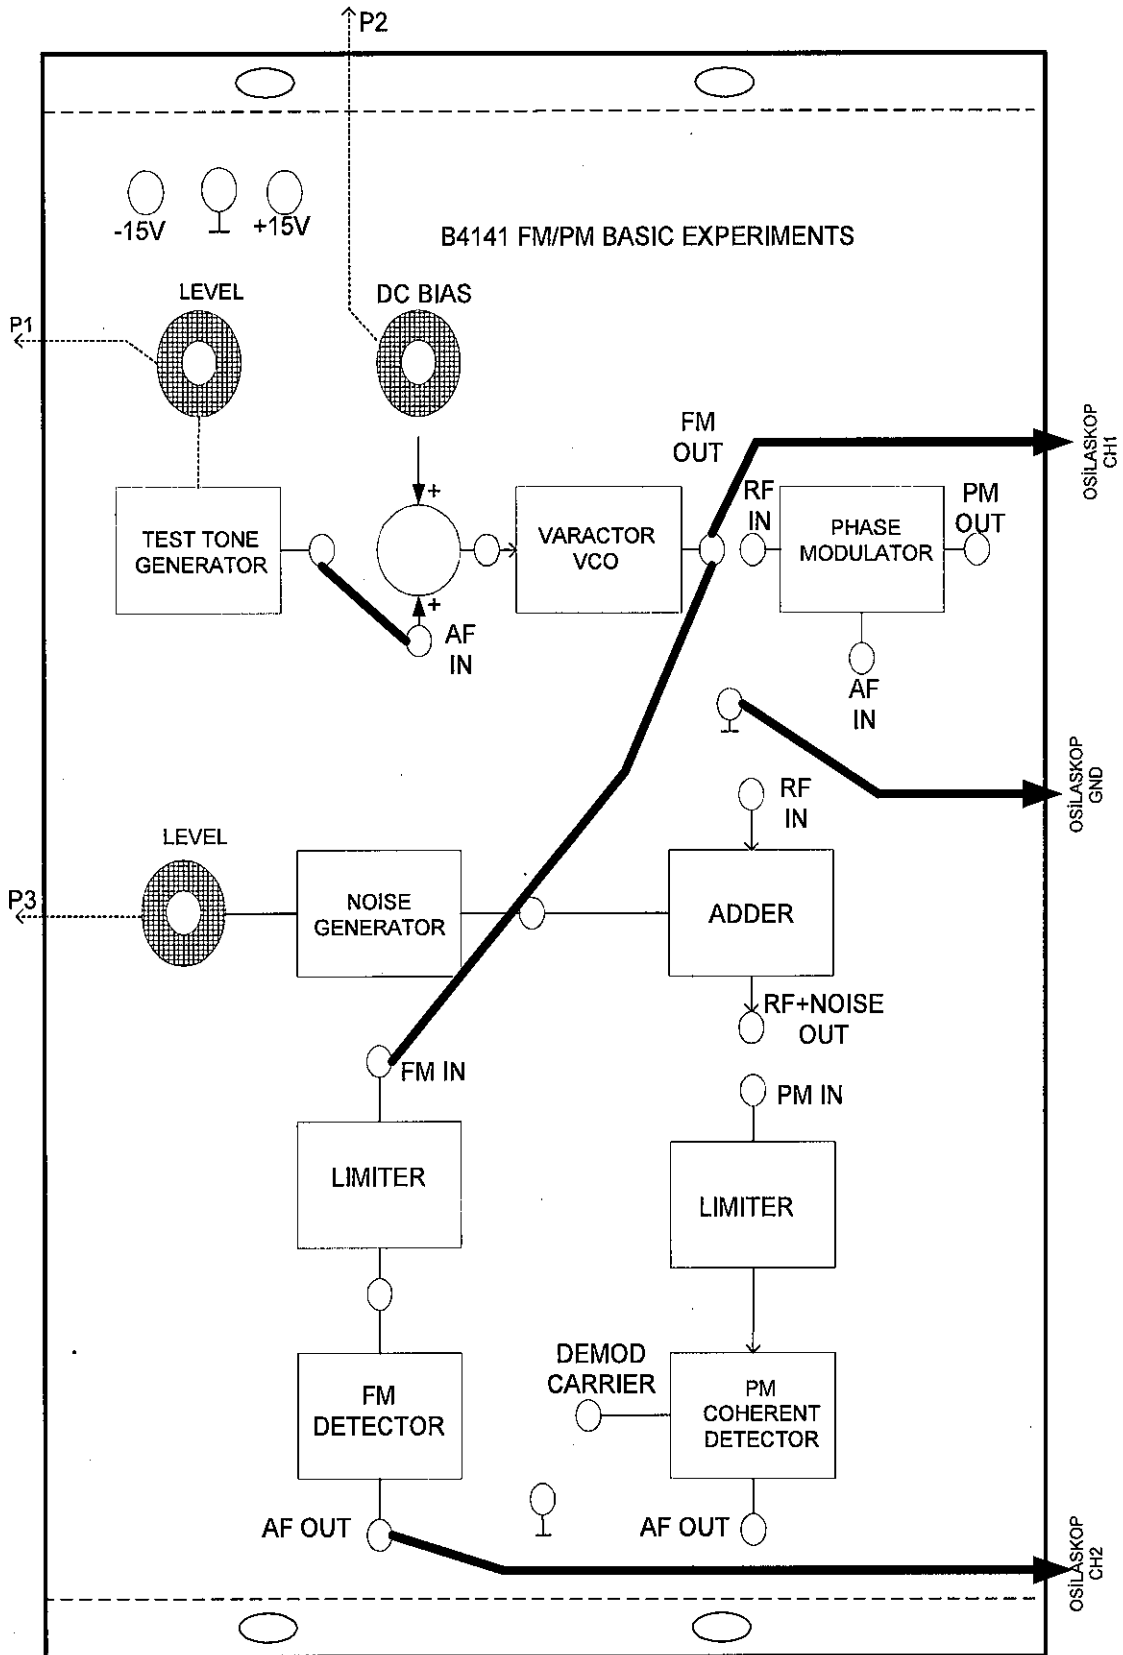 P2
-15V
+15V
B4141 FM/PM BASIC EXPERIMENTS
LEVEL
DC BIAS
P1
FM
OUT
OSİLASKOP
CH1
TEST TONE
GENERATOR
+
+
AF
IN
VARACTOR
VCO
RF
IN
PHASE
MODULATOR
PM
OUT
AF
IN
OSİLASKOP
GND
RF
IN
LEVEL
P3
NOISE
GENERATOR
ADDER
RF+NOISE
OUT
FM IN
PM IN
LIMITER
LIMITER
FM
DETECTOR
DEMOD
CARRIER
PM
COHERENT
DETECTOR
AF OUT
AF OUT
OSİLASKOP
CH2